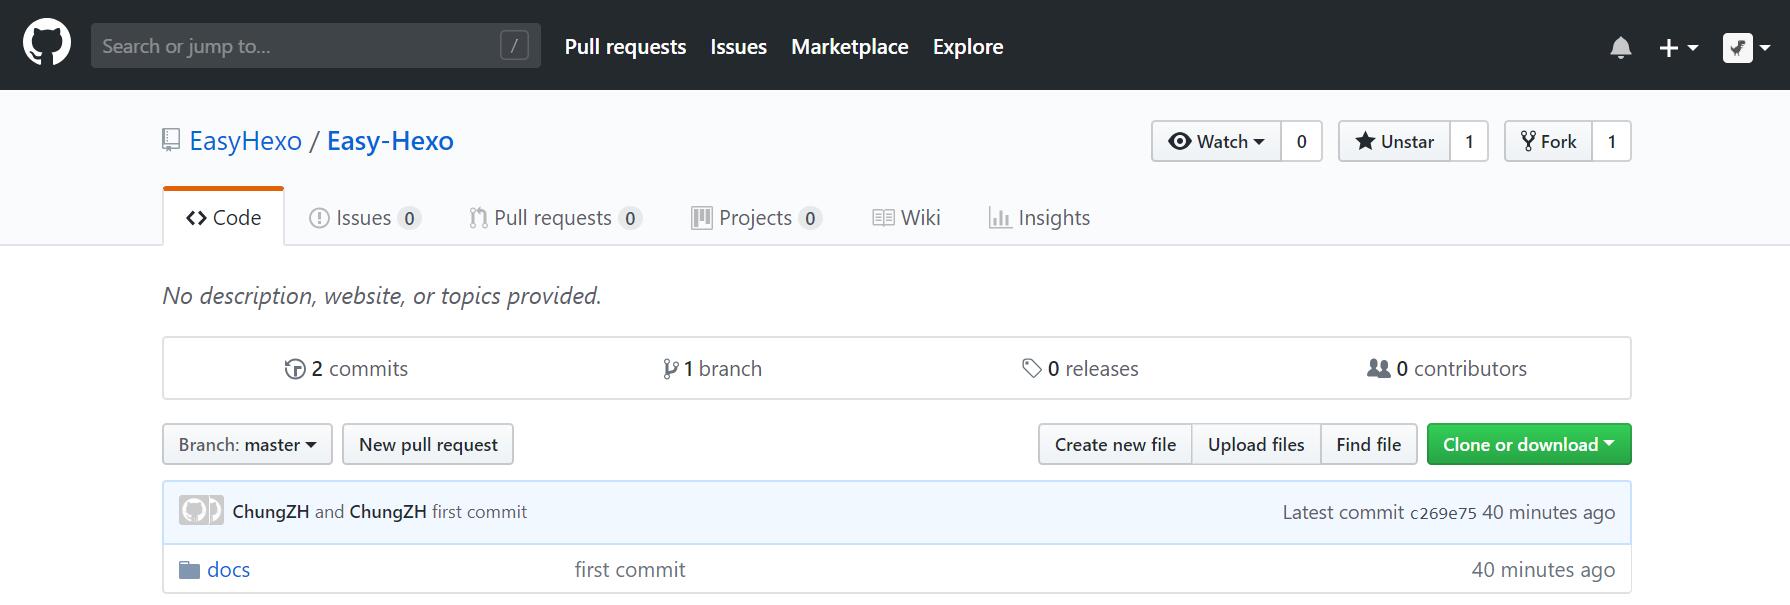 Search or jump to... / Pull requests Issues Marketplace Explore
EasyHexo / Easy-Hexo Watch 0 Unstar 1 Fork 1
Code Issues 0 Pull requests 0 Projects 0 Wiki Insights
No description, website, or topics provided.
2 commits 1 branch 0 releases 0 contributors
Branch: master New pull request Create new file Upload files Find file Clone or download
ChungZH and ChungZH first commit Latest commit c269e75 40 minutes ago
docs first commit 40 minutes ago